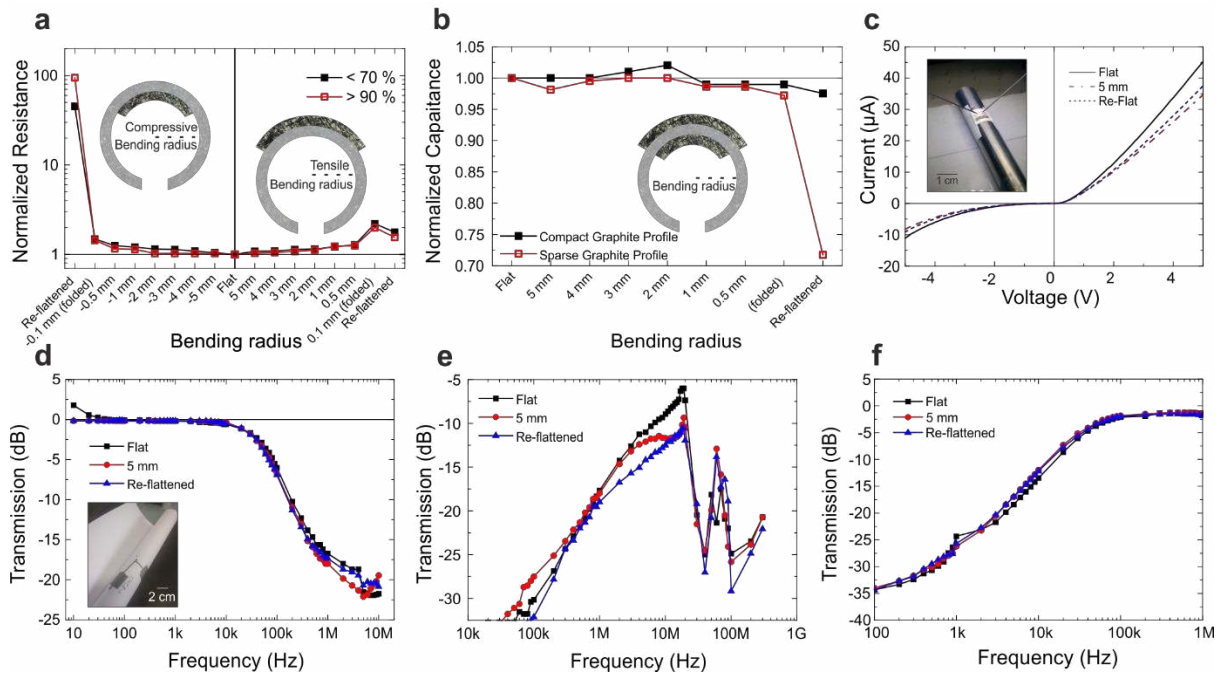 a
Normalized Resistance
100
10
1
< 70 %
> 90 %
Compressive
Bending radius
Tensile
Bending radius
Re-flattened
-0.1 mm (folded)
-0.5 mm
-1 mm
-2 mm
-3 mm
-4 mm
-5 mm
Flat
5 mm
4 mm
3 mm
2 mm
1 mm
0.5 mm
0.1 mm (folded)
Re-flattened
Bending radius
b
Normalized Capaitance
1.05
1.00
0.95
0.90
0.85
0.80
0.75
0.70
Bending radius
Compact Graphite Profile
Sparse Graphite Profile
Flat
5 mm
4 mm
3 mm
2 mm
1 mm
0.5 mm
(folded)
Re-flattened
Bending radius
c
Current (µA)
50
40
30
20
10
0
-10
-20
Flat
5 mm
Re-Flat
1 cm
-5
0
5
Voltage (V)
d
Transmission (dB)
5
0
-5
-10
-15
-20
-25
Flat
5 mm
Re-flattened
2 cm
10
100
1k
10k
100k
1M
10M
Frequency (Hz)
e
Transmission (dB)
-5
-10
-15
-20
-25
-30
Flat
5 mm
Re-flattened
10k
100k
1M
10M
100M
1G
Frequency (Hz)
f
Transmission (dB)
5
0
-5
-10
-15
-20
-25
-30
-35
-40
Flat
5 mm
Re-flattened
100
1k
10k
100k
1M
Frequency (Hz)